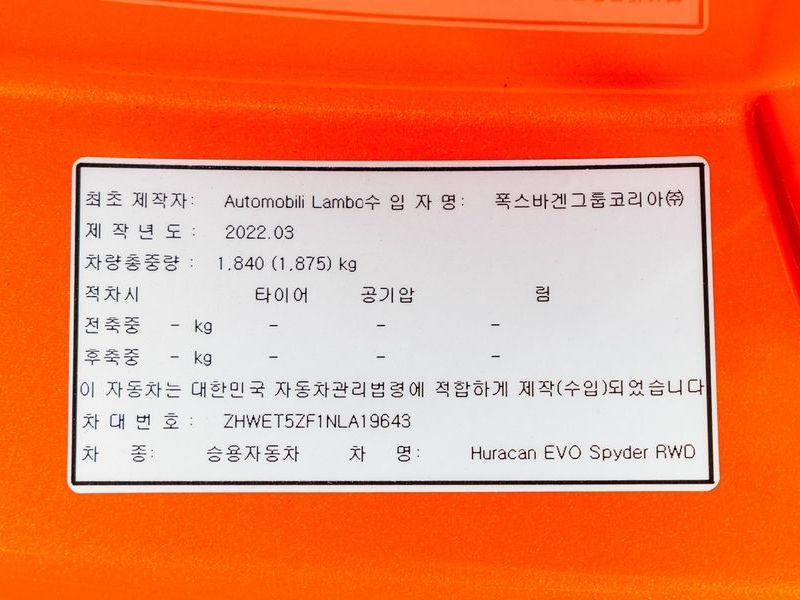 최초 제작자: Automobili Lambo수 입 자 명: 폭스바겐그룹코리아㈜
제 작 년 도 : 2022.03
차량총중량 : 1,840 (1,875) kg
적차시 타이어 공기압 림
전축중 - kg - - -
후축중 - kg - - -
이 자동차는 대한민국 자동차관리법령에 적합하게 제작(수입)되었습니다
차 대 번 호 : ZHWET5ZF1NLA19643
차 종: 승용자동차 차 명: Huracan EVO Spyder RWD